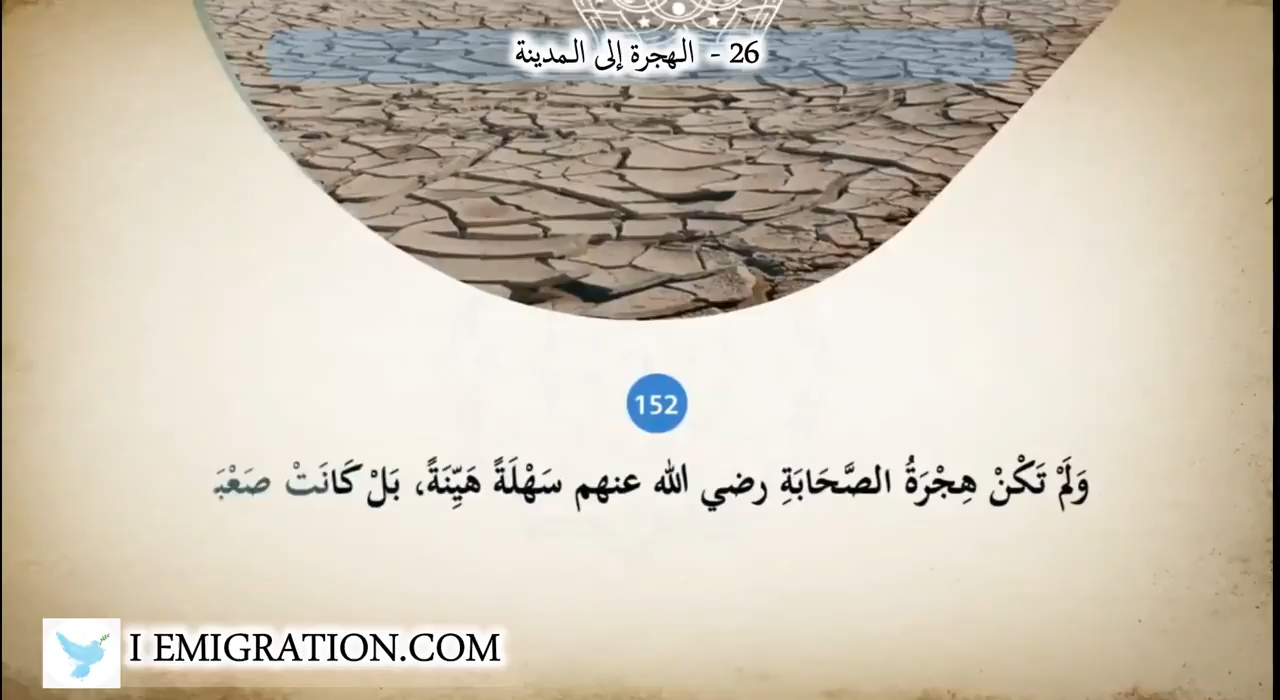 26 - الهجرة إلى المدينة
152
وَلَمْ تَكُنْ هِجْرَةُ الصَّحَابَةِ رضي الله عنهم سَهْلَةً هَيِّنَةً، بَلْ كَانَتْ صَعْبَ
I EMIGRATION.COM